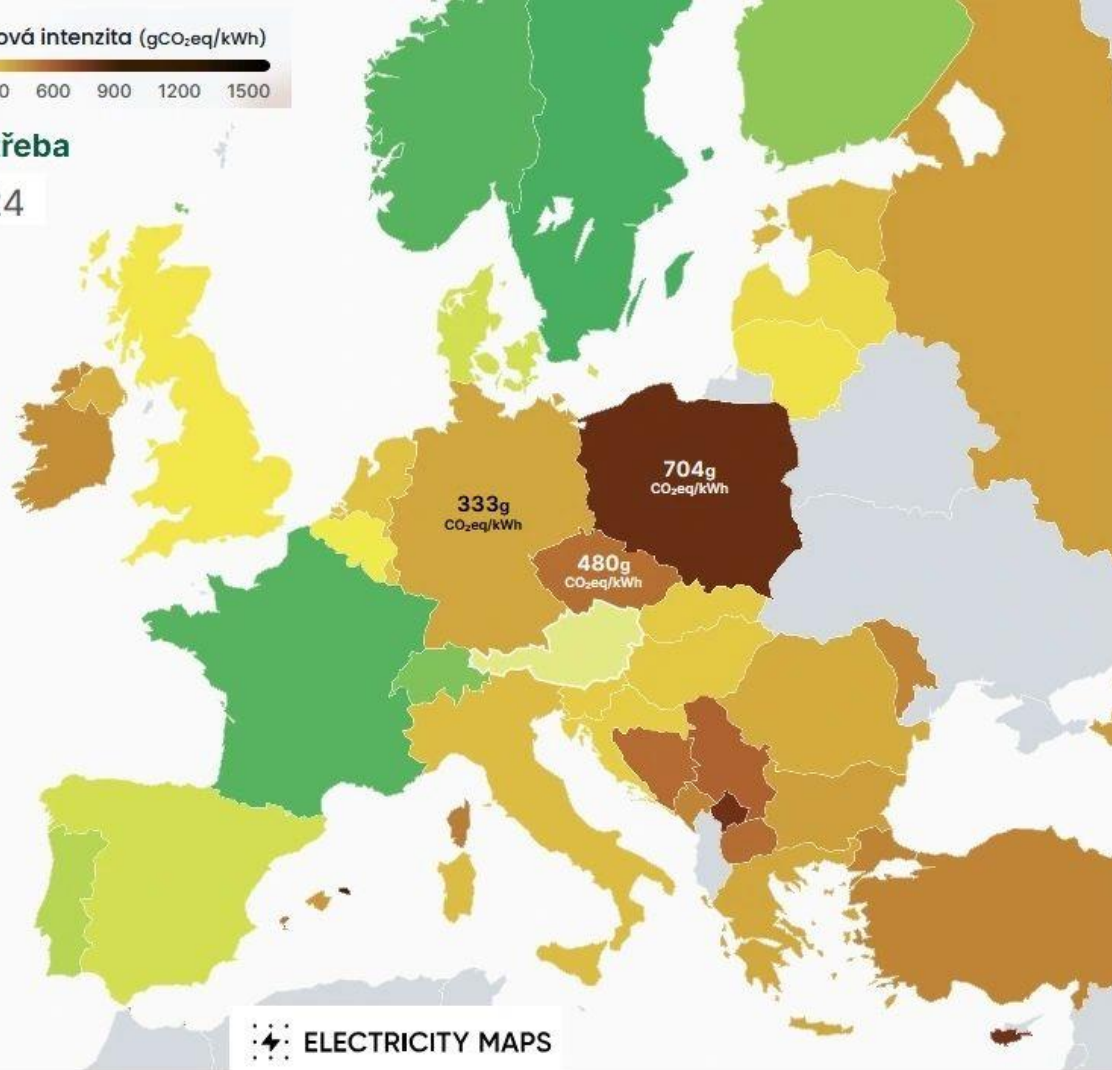 ová intenzita (gCO₂eq/kWh)
0 600 900 1200 1500
řeba
24
704g
CO₂eq/kWh
333g
CO₂eq/kWh
480g
CO₂eq/kWh
ELECTRICITY MAPS